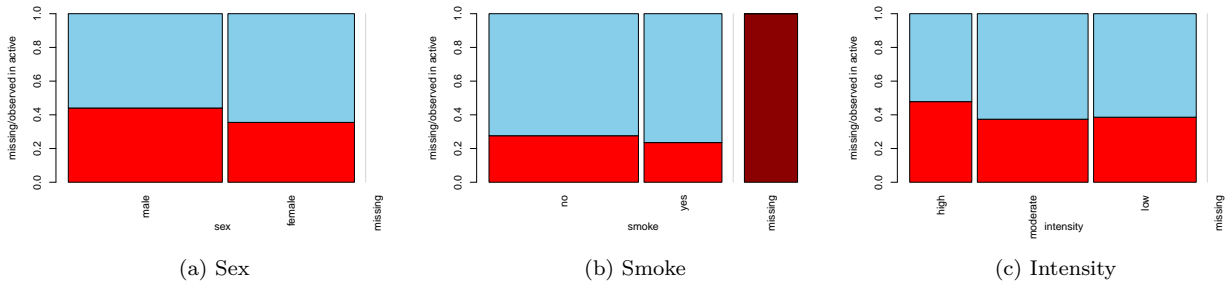 missing/observed in active
0.0 0.2 0.4 0.6 0.8 1.0
male
female
missing
sex
(a) Sex
missing/observed in active
0.0 0.2 0.4 0.6 0.8 1.0
no
yes
missing
smoke
(b) Smoke
missing/observed in active
0.0 0.2 0.4 0.6 0.8 1.0
high
moderate
low
missing
intensity
(c) Intensity